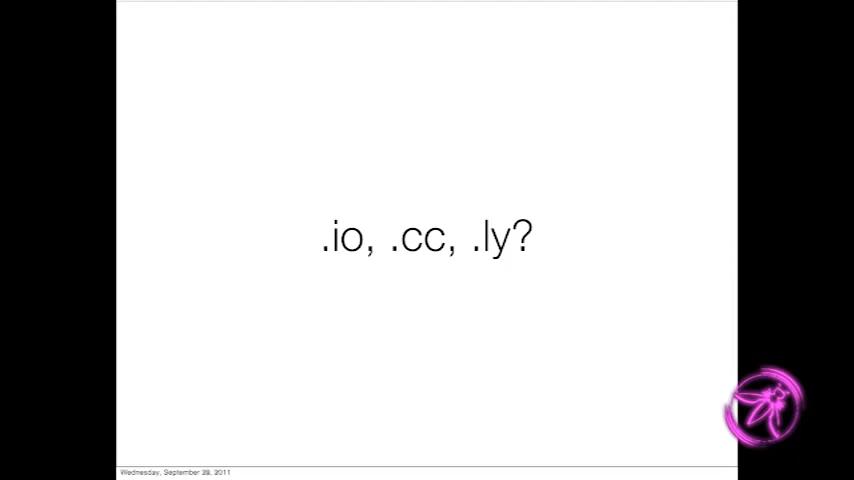 .io, .cc, .ly?
Wednesday, September 28, 2011